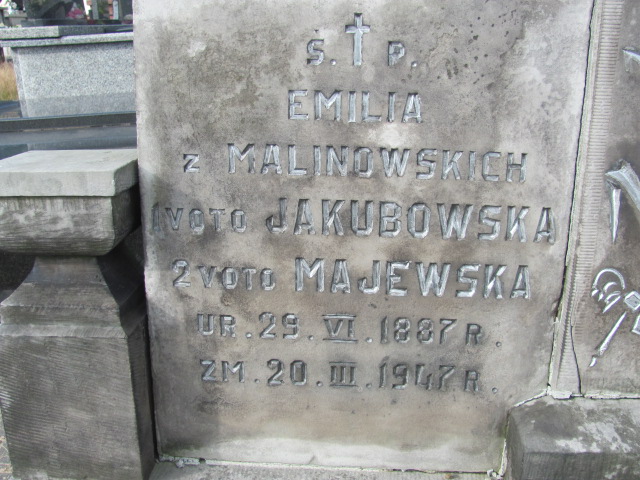 Ś. P.
EMILIA
z MALINOWSKICH
1VOTO JAKUBOWSKA
2VOTO MAJEWSKA
UR. 29. VI. 1887 R.
ZM. 20. III. 1947 R.